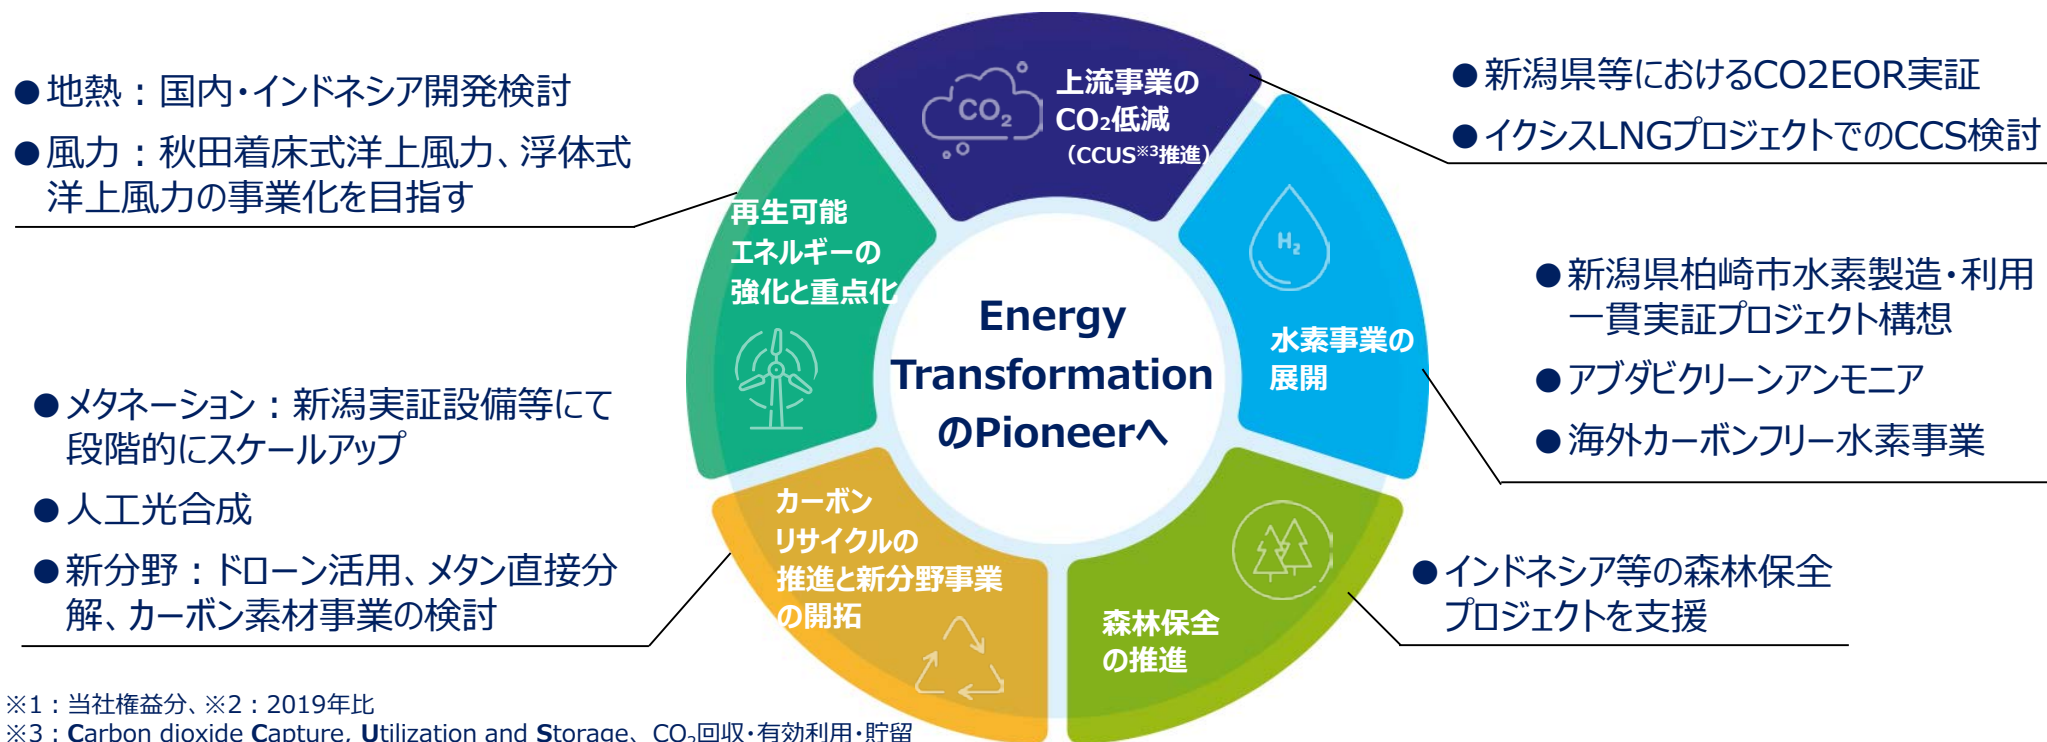 ●地熱：国内・インドネシア開発検討
●風力：秋田着床式洋上風力、浮体式
洋上風力の事業化を目指す
●メタネーション：新潟実証設備等にて
段階的にスケールアップ
●人工光合成
●新分野：ドローン活用、メタン直接分
解、カーボン素材事業の検討
CO₂
上流事業の
CO₂低減
（CCUS※3推進）
再生可能
エネルギーの
強化と重点化
H₂
水素事業の
展開
Energy
Transformation
のPioneerへ
カーボン
リサイクルの
推進と新分野事業
の開拓
森林保全
の推進
●新潟県等におけるCO2EOR実証
●イクシスLNGプロジェクトでのCCS検討
●新潟県柏崎市水素製造・利用
一貫実証プロジェクト構想
●アブダビクリーンアンモニア
●海外カーボンフリー水素事業
●インドネシア等の森林保全
プロジェクトを支援
※1：当社権益分、※2：2019年比
※3：Carbon dioxide Capture, Utilization and Storage、CO₂回収・有効利用・貯留